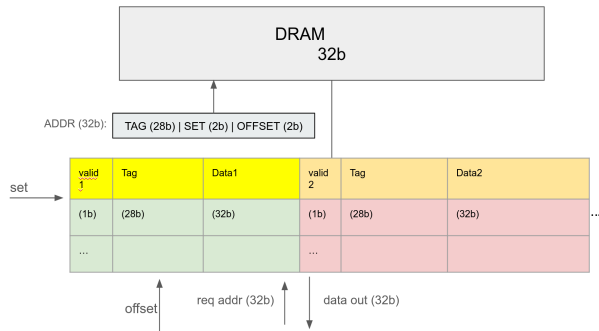 DRAM
32b
ADDR (32b):
TAG (28b) | SET (2b) | OFFSET (2b)
set
valid
1
Tag
Data1
valid
2
Tag
Data2
(1b)
(28b)
(32b)
(1b)
(28b)
(32b)
...
...
...
offset
req addr (32b)
data out (32b)